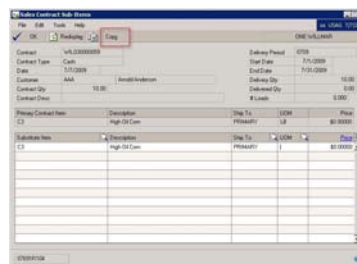 Sales Contract Sub-Items
File Edit Tools Help
OK Redisplay Copy ONE WILLMAR
Contract Delivery Period 0709
Contract Type Cash Start Date 7/1/2009
Date 7/7/2009 End Date 7/31/2009
Customer AAA Arnold Anderson Delivery Qty 10.00
Contract Qty 10.00 Delivered Qty 0.00
Contract Desc # Loads
Primary Contract Item Description Ship To UOM Price
C3 High Oil Corn PRIMARY LB $0.00000
Substitute Item Description Ship To UOM Price
C3 High Oil Corn PRIMARY $0.00000